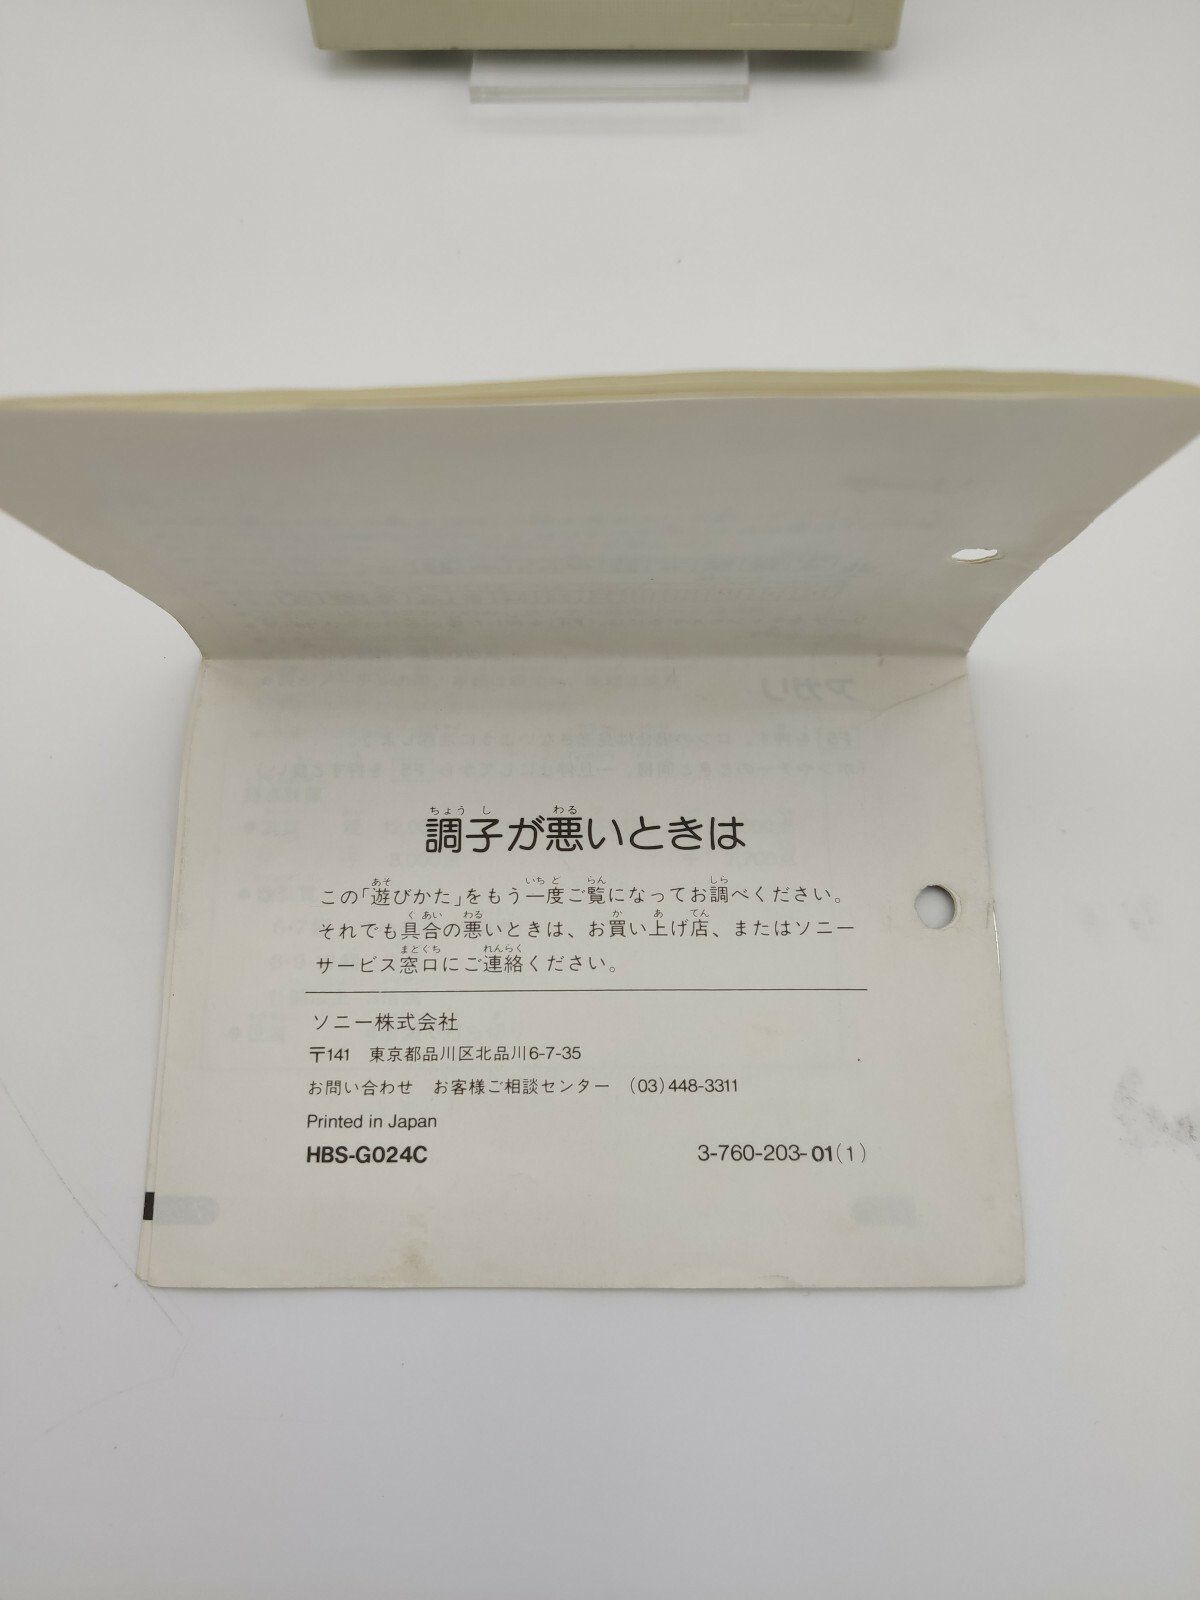 調子が悪いときは
この「遊びかた」をもう一度ご覧になってお調べください。
それでも具合の悪いときは、お買い上げ店、またはソニー
サービス窓口にご連絡ください。
ソニー株式会社
〒141 東京都品川区北品川6-7-35
お問い合わせ お客様ご相談センター (03)448-3311
Printed in Japan
HBS-G024C 3-760-203-01(1)